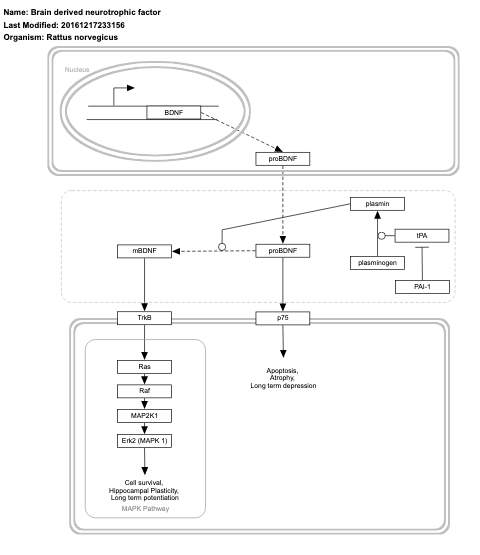 Name: Brain derived neurotrophic factor
Last Modified: 20161217233156
Organism: Rattus norvegicus
Nucleus
BDNF
proBDNF
plasmin
tPA
mBDNF
proBDNF
plasminogen
PAI-1
TrkB
p75
Ras
Apoptosis,
Atrophy,
Long term depression
Raf
MAP2K1
Erk2 (MAPK 1)
Cell survival,
Hippocampal Plasticity,
Long term potentiation
MAPK Pathway